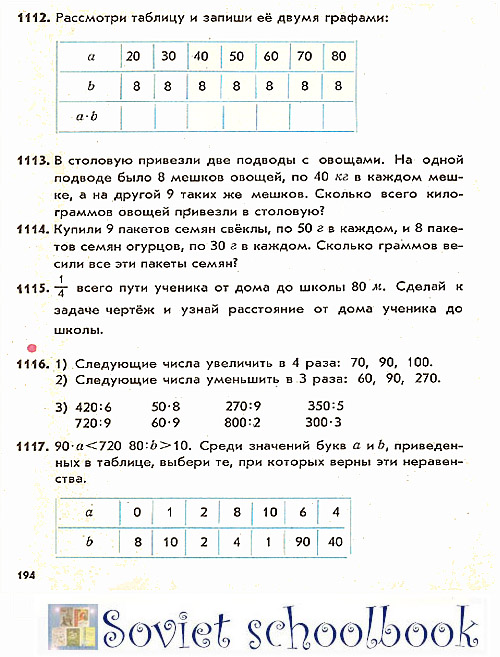 1112. Рассмотри таблицу и запиши её двумя графами:
a 20 30 40 50 60 70 80
b 8 8 8 8 8 8 8
a·b
1113. В столовую привезли две подводы с овощами. На одной
подводе было 8 мешков овощей, по 40 кг в каждом меш-
ке, а на другой 9 таких же мешков. Сколько всего кило-
граммов овощей привезли в столовую?
1114. Купили 9 пакетов семян свёклы, по 50 г в каждом, и 8 паке-
тов семян огурцов, по 30 г в каждом. Сколько граммов ве-
сили все эти пакеты семян?
1115. 1/4 всего пути ученика от дома до школы 80 м. Сделай к
задаче чертёж и узнай расстояние от дома ученика до
школы.
1116. 1) Следующие числа увеличить в 4 раза: 70, 90, 100.
2) Следующие числа уменьшить в 3 раза: 60, 90, 270.
3) 420:6 50·8 270:9 350:5
720:9 60·9 800:2 300·3
1117. 90·a<720 80:b>10. Среди значений букв a и b, приведен-
ных в таблице, выбери те, при которых верны эти неравен-
ства.
a 0 1 2 8 10 6 4
b 8 10 2 4 1 90 40
194
Soviet schoolbook